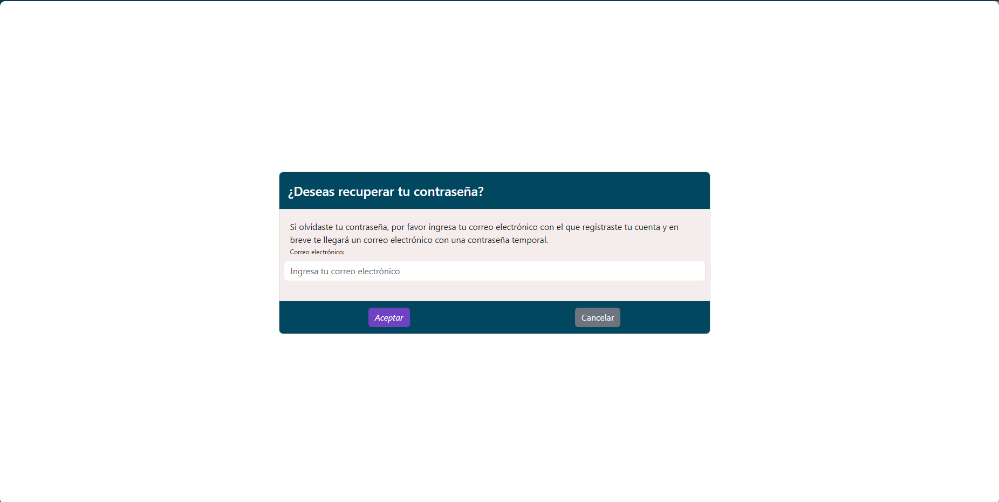 ¿Deseas recuperar tu contraseña?
Si olvidaste tu contraseña, por favor ingresa tu correo electrónico con el que registraste tu cuenta y en
breve te llegará un correo electrónico con una contraseña temporal.
Correo electrónico:
Ingresa tu correo electrónico
Aceptar
Cancelar